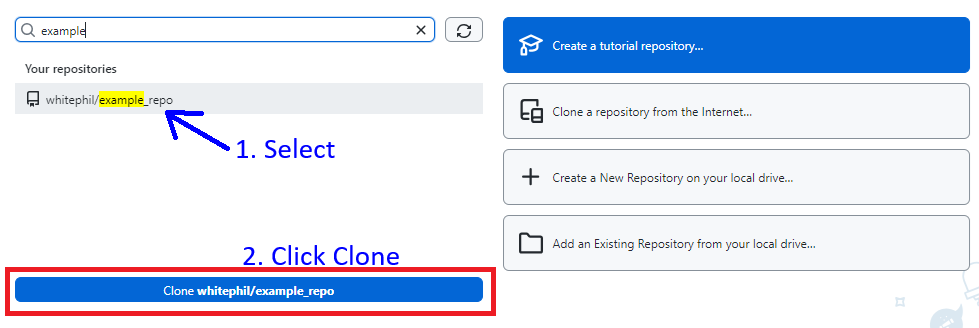 example
Your repositories
whitephil/example_repo
1. Select
2. Click Clone
Clone whitephil/example_repo
Create a tutorial repository...
Clone a repository from the Internet...
Create a New Repository on your local drive...
Add an Existing Repository from your local drive...